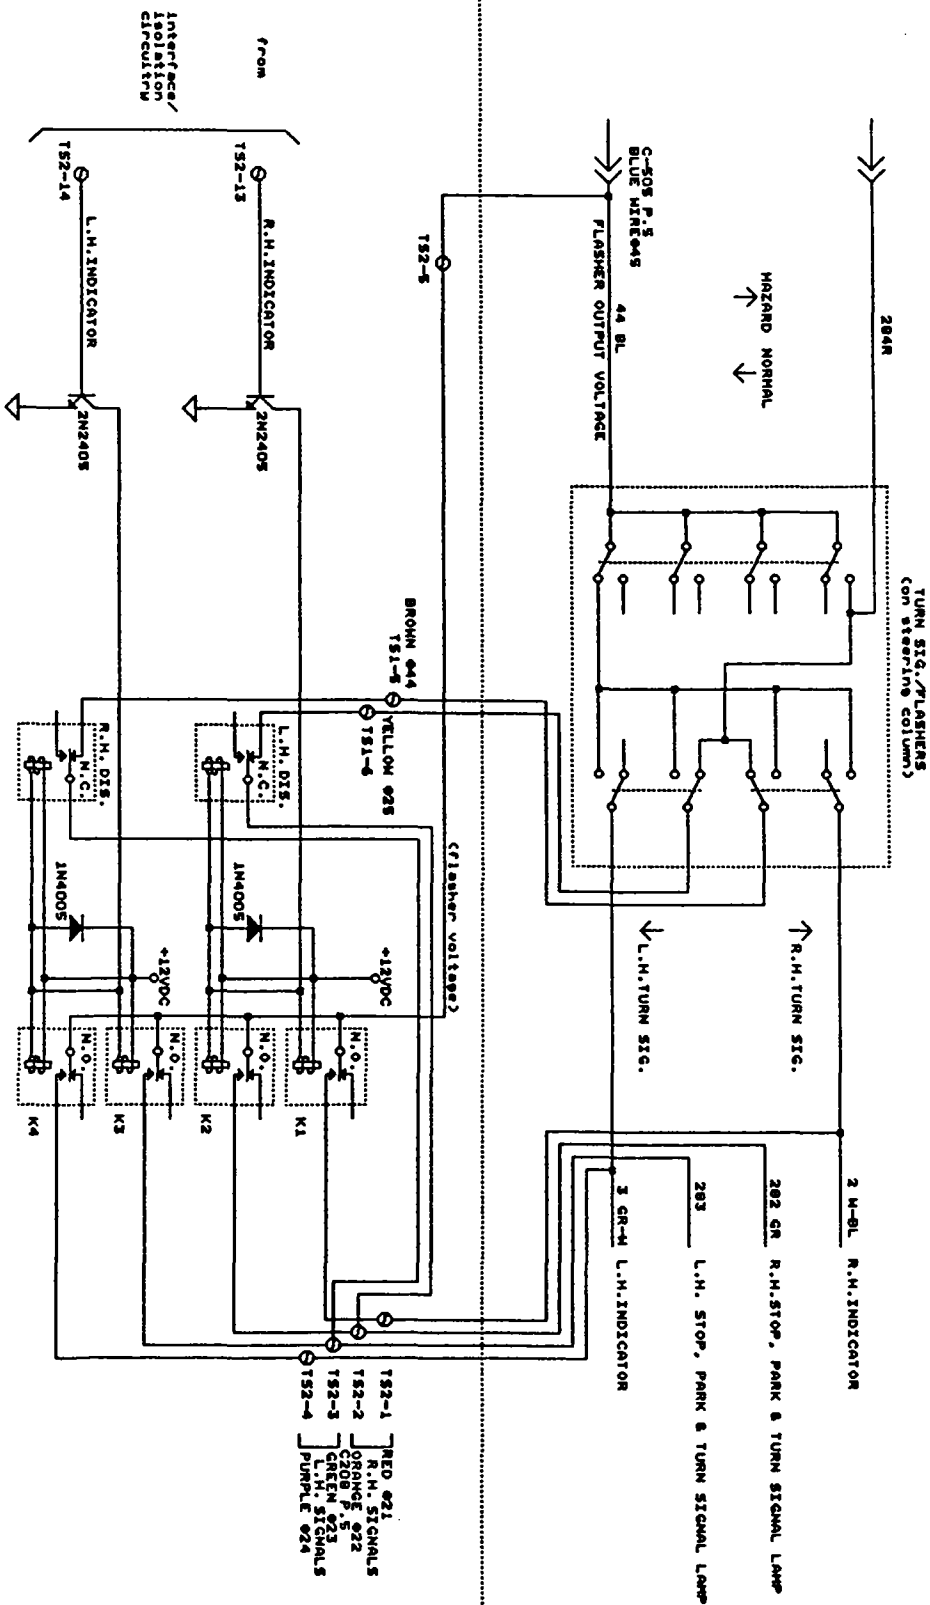 TURN SIG./FLASHERS
(on steering column)
284R
HAZARD NORMAL
C-505 P.5
BLUE WIRE@45
44 BL
FLASHER OUTPUT VOLTAGE
R.H.TURN SIG.
L.H.TURN SIG.
2 W-BL R.H.INDICATOR
282 GR R.H.STOP, PARK & TURN SIGNAL LAMP
283 L.H. STOP, PARK & TURN SIGNAL LAMP
3 GR-W L.H.INDICATOR
TS2-5
(flasher voltage)
BROWN @44
TS1-5
YELLOW @25
TS1-6
from
interface/
isolation
circuitry
TS2-13
R.H.INDICATOR
2N2405
TS2-14
L.H.INDICATOR
2N2405
L.H. DIS.
N.C.
1N4005
+12VDC
N.O.
K1
N.O.
K2
R.H. DIS.
N.C.
1N4005
+12VDC
N.O.
K3
N.O.
K4
TS2-1 RED @21
R.H. SIGNALS
TS2-2 ORANGE @22
C208 P.5
TS2-3 GREEN @23
L.H. SIGNALS
TS2-4 PURPLE @24